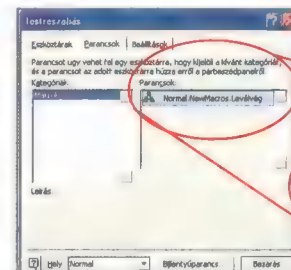 Testreszabás
Eszköztárak Parancsok Beállítások
Parancsot úgy vehet fel egy eszköztárra, hogy kijelöli a kívánt kategóriát,
és a parancsot az adott eszköztárra húzza erről a párbeszédpanelről.
Kategóriák: Parancsok:
Makrók Normal.NewMacros.Levélvég
Leírás:
Hely: Normal Billentyűparancs Bezárás